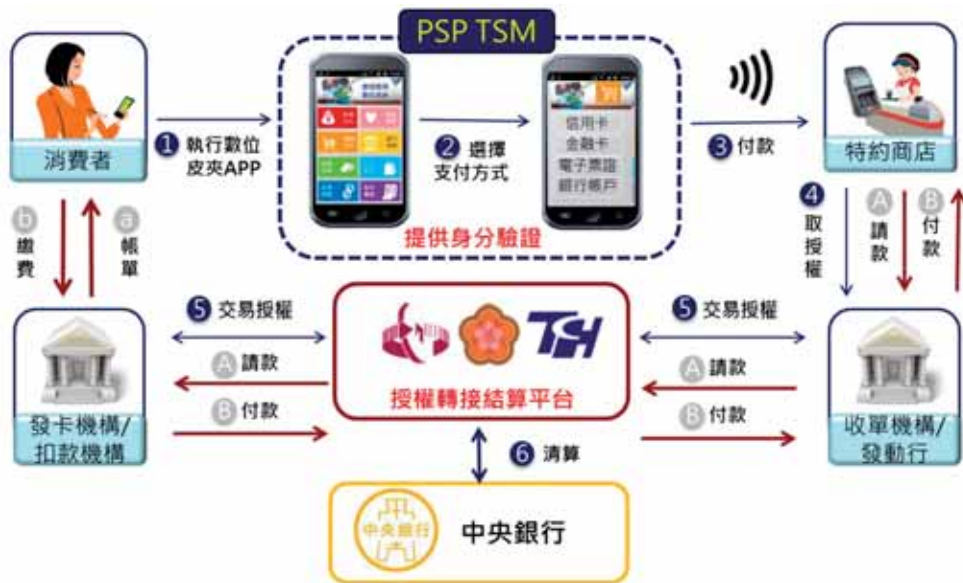 PSP TSM
消費者
❶ 執行數位
皮夾APP
❷ 選擇
支付方式
信用卡
金融卡
電子票證
銀行帳戶
❸ 付款
特約商店
提供身分驗證
ⓑ 繳費
ⓐ 帳單
❹ 取授權
Ⓐ 請款
Ⓑ 付款
❺ 交易授權
Ⓐ 請款
Ⓑ 付款
TCH
授權轉接結算平台
❺ 交易授權
Ⓐ 請款
Ⓑ 付款
發卡機構/
扣款機構
收單機構/
發動行
❻ 清算
中央銀行
中央銀行